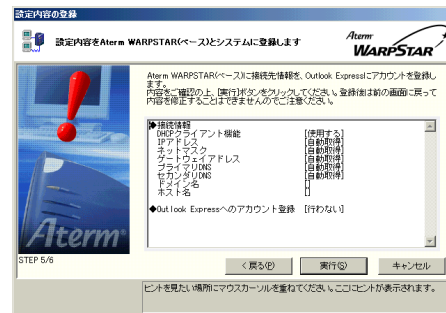 設定内容の登録
設定内容をAterm WARPSTAR(ベース)とシステムに登録します
Aterm
WARPSTAR
Aterm WARPSTAR(ベース)に接続先情報を、Outlook Expressにアカウントを登録し
ます。
内容をご確認の上、[実行]ボタンをクリックしてください。登録後は前の画面に戻って
内容を修正することはできませんのでご注意ください。
◆接続情報
DHCPクライアント機能 [使用する]
IPアドレス [自動取得]
ネットマスク [自動取得]
ゲートウェイアドレス [自動取得]
プライマリDNS [自動取得]
セカンダリDNS [自動取得]
ドメイン名 []
ホスト名 []
◆Outlook Expressへのアカウント登録 [行わない]
Aterm
STEP 5/6
< 戻る(P) 実行(G) キャンセル
ヒントを見たい場所にマウスカーソルを重ねてください。ここにヒントが表示されます。